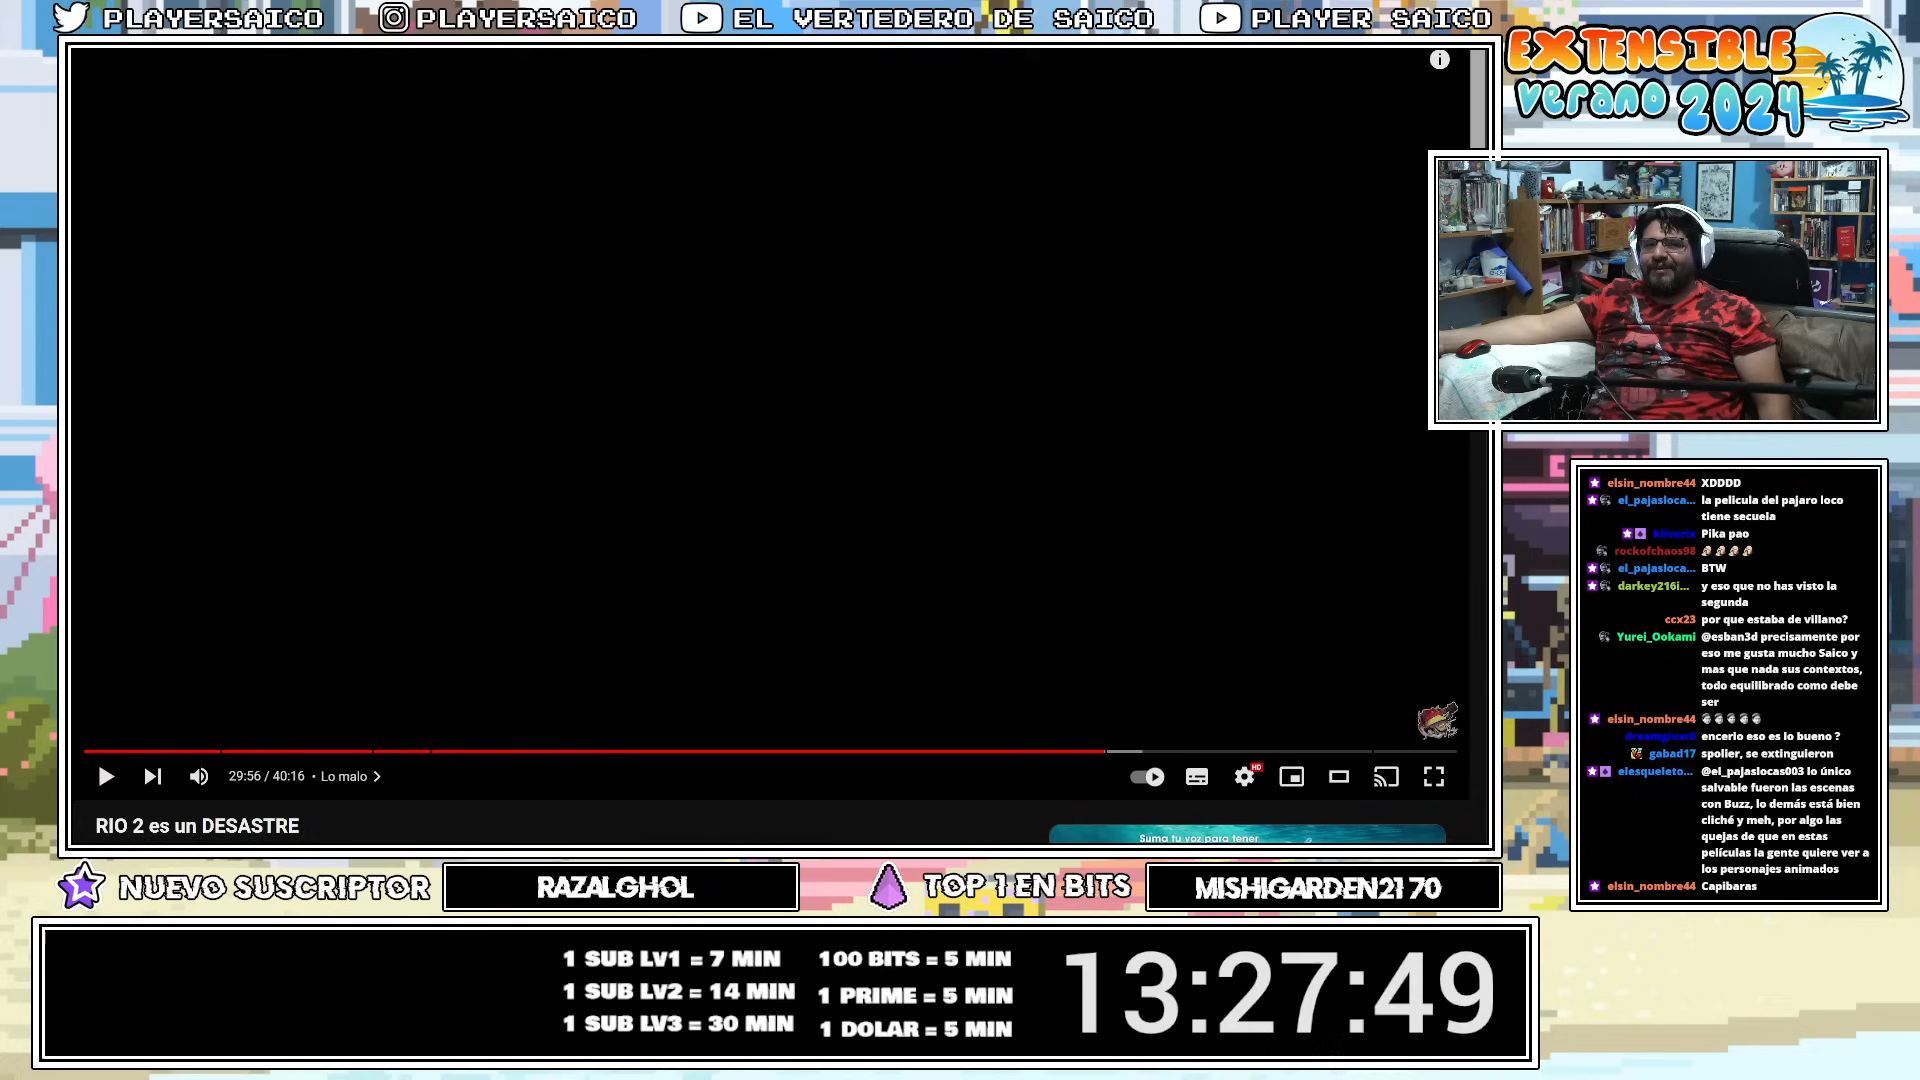 PLAYERSAICO PLAYERSAICO EL VERTEDERO DE SAICO PLAYER SAICO
EXTENSIBLE
Verano 2024
elsin_nombre44 XDDDD
el_pajasloca... la pelicula del pajaro loco
tiene secuela
Pika pao
rockofchaos98
el_pajasloca... BTW
darkey216i... y eso que no has visto la
segunda
ccx23 por que estaba de villano?
Yurei_Ookami @esban3d precisamente por
eso me gusta mucho Saico y
mas que nada sus contextos,
todo equilibrado como debe
ser
elsin_nombre44
encerio eso es lo bueno ?
gabad17 spolier, se extinguieron
elesqueleto... @el_pajaslocas003 lo único
salvable fueron las escenas
con Buzz, lo demás está bien
cliché y meh, por algo las
quejas de que en estas
películas la gente quiere ver a
los personajes animados
elsin_nombre44 Capibaras
29:56 / 40:16 • Lo malo
HD
RIO 2 es un DESASTRE
Suma tu voz para tener
NUEVO SUSCRIPTOR RAZALGHOL TOP 1 EN BITS MISHIGARDEN21 70
1 SUB LV1 = 7 MIN 100 BITS = 5 MIN
1 SUB LV2 = 14 MIN 1 PRIME = 5 MIN
1 SUB LV3 = 30 MIN 1 DOLAR = 5 MIN
13:27:49